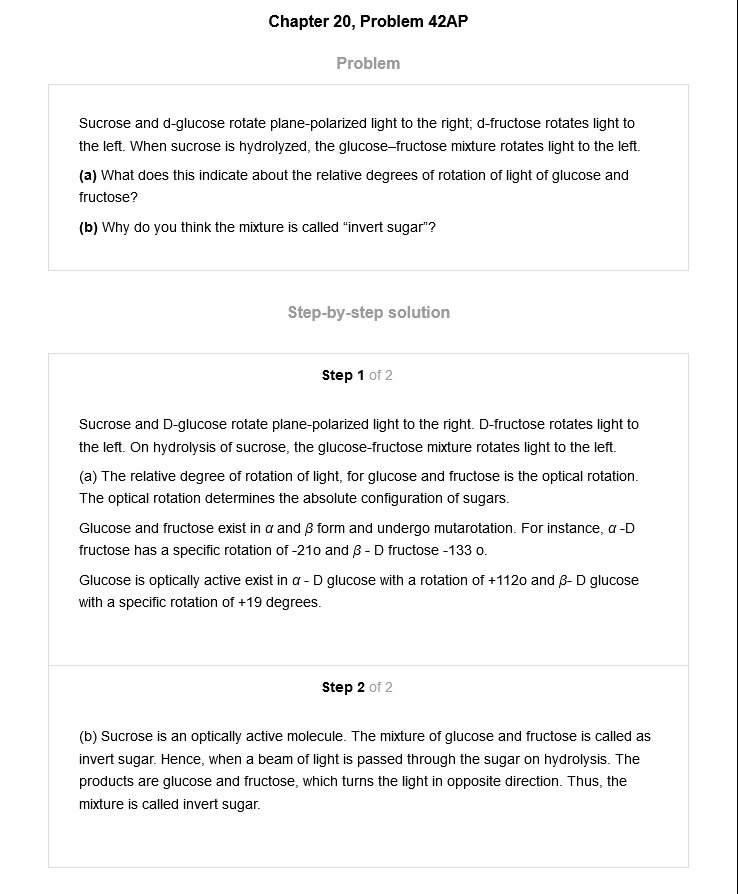 Chapter 20, Problem 42AP
Problem
Sucrose and d-glucose rotate plane-polarized light to the right; d-fructose rotates light to
the left. When sucrose is hydrolyzed, the glucose–fructose mixture rotates light to the left.
(a) What does this indicate about the relative degrees of rotation of light of glucose and
fructose?
(b) Why do you think the mixture is called “invert sugar”?
Step-by-step solution
Step 1 of 2
Sucrose and D-glucose rotate plane-polarized light to the right. D-fructose rotates light to
the left. On hydrolysis of sucrose, the glucose-fructose mixture rotates light to the left.
(a) The relative degree of rotation of light, for glucose and fructose is the optical rotation.
The optical rotation determines the absolute configuration of sugars.
Glucose and fructose exist in α and β form and undergo mutarotation. For instance, α -D
fructose has a specific rotation of -21o and β - D fructose -133 o.
Glucose is optically active exist in α - D glucose with a rotation of +112o and β- D glucose
with a specific rotation of +19 degrees.
Step 2 of 2
(b) Sucrose is an optically active molecule. The mixture of glucose and fructose is called as
invert sugar. Hence, when a beam of light is passed through the sugar on hydrolysis. The
products are glucose and fructose, which turns the light in opposite direction. Thus, the
mixture is called invert sugar.